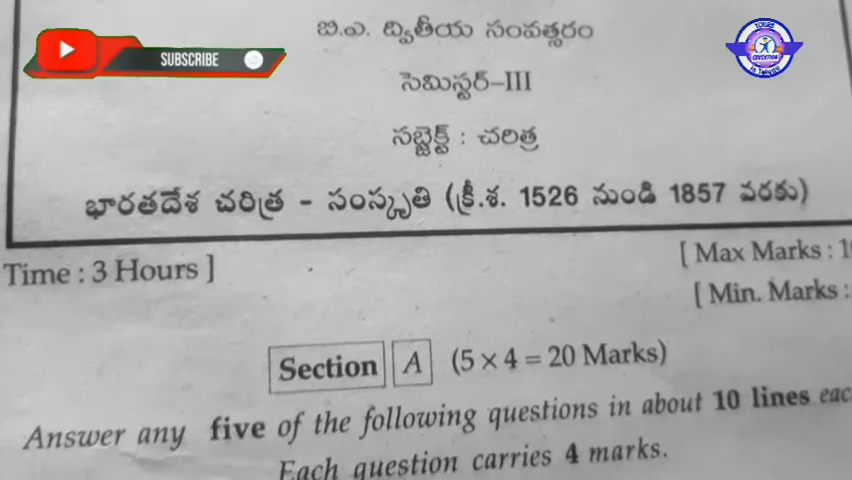 బి.ఎ. ద్వితీయ సంవత్సరం
SUBSCRIBE
సెమిస్టర్-III
సబ్జెక్ట్ : చరిత్ర
భారతదేశ చరిత్ర - సంస్కృతి (క్రీ.శ. 1526 నుండి 1857 వరకు)
Time : 3 Hours ]
[ Max Marks :
[ Min. Marks :
Section A (5 × 4 = 20 Marks)
Answer any five of the following questions in about 10 lines eac
Each question carries 4 marks.